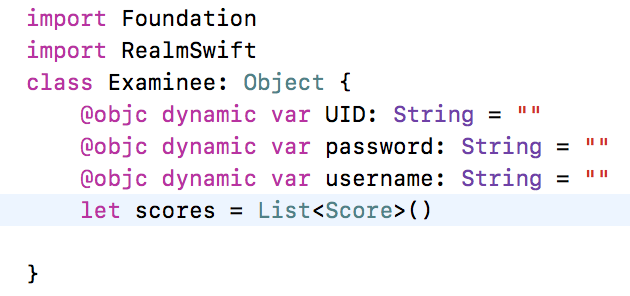 import Foundation
import RealmSwift
class Examinee: Object {
    @objc dynamic var UID: String = ""
    @objc dynamic var password: String = ""
    @objc dynamic var username: String = ""
    let scores = List<Score>()
}